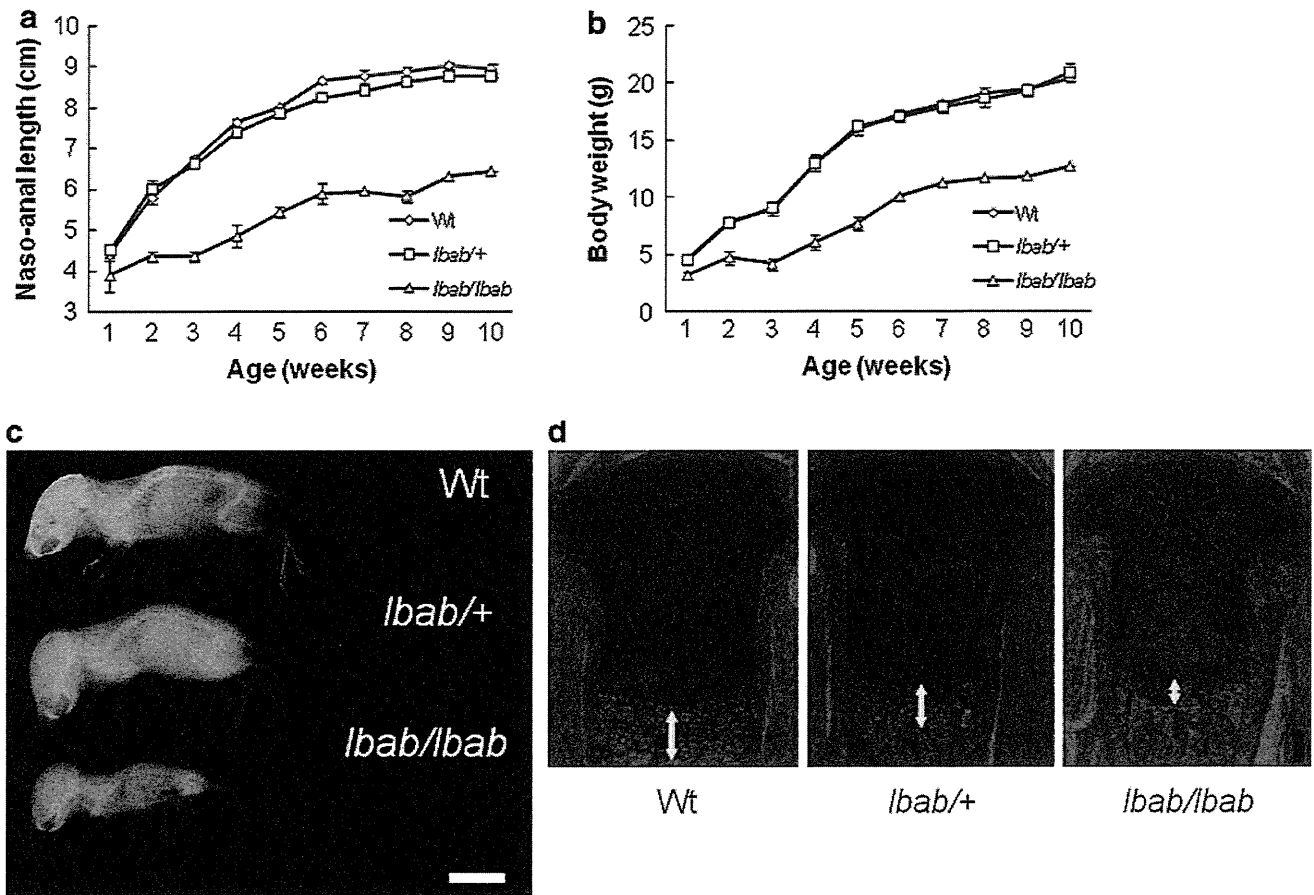 a
Naso-anal length (cm)
10
9
8
7
6
5
4
3
1 2 3 4 5 6 7 8 9 10
Age (weeks)
Wt
lbab/+
lbab/lbab
b
Bodyweight (g)
25
20
15
10
5
0
1 2 3 4 5 6 7 8 9 10
Age (weeks)
Wt
lbab/+
lbab/lbab
c
Wt
lbab/+
lbab/lbab
d
Wt
lbab/+
lbab/lbab